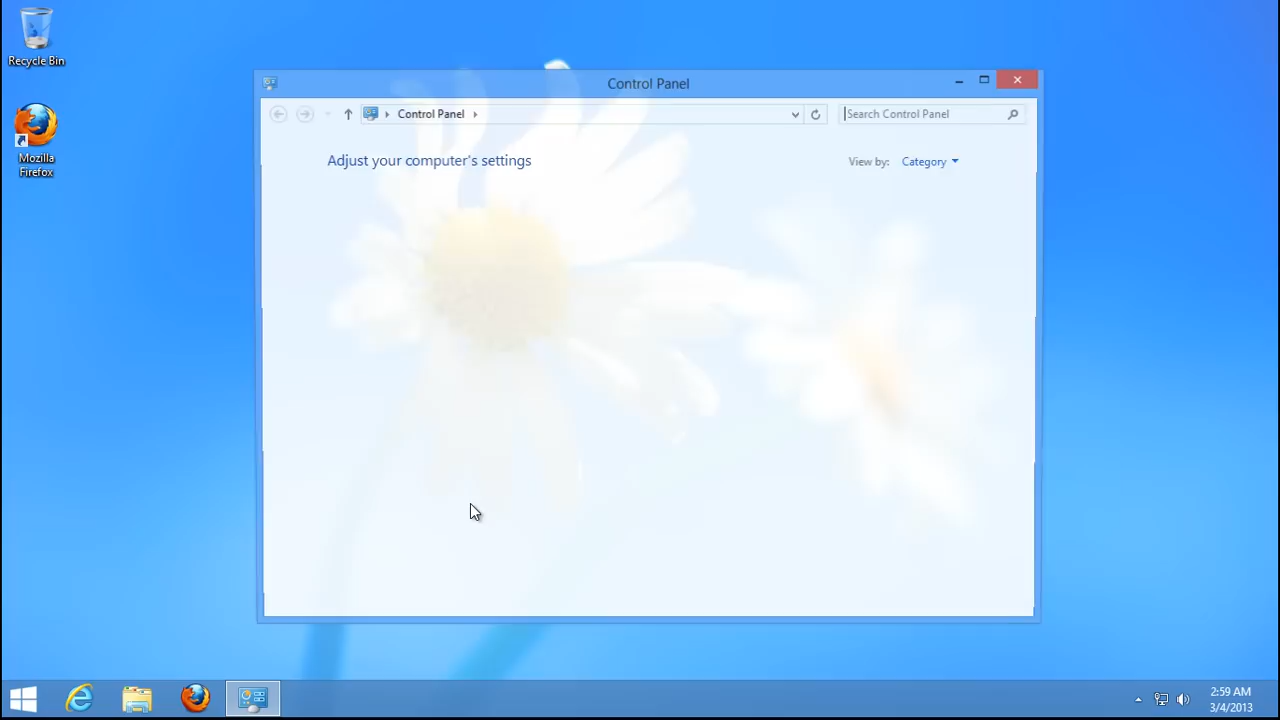 Recycle Bin
Mozilla
Firefox
Control Panel
Control Panel
Search Control Panel
Adjust your computer's settings
View by: Category
2:59 AM
3/4/2013